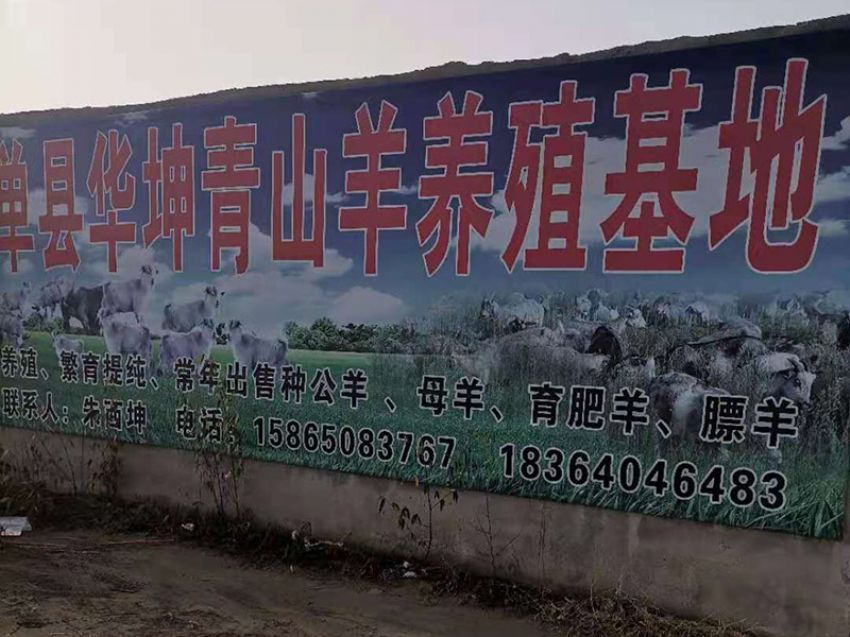 单县华坤青山羊养殖基地
养殖、繁育提纯、常年出售种公羊、母羊、育肥羊、膘羊
联系人：朱西坤 电话：15865083767 18364046483